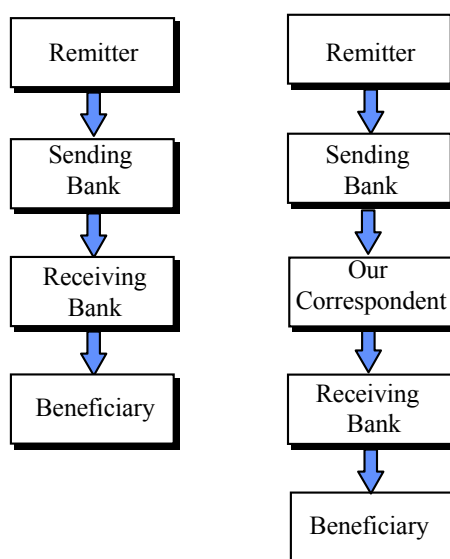 Remitter
Sending
Bank
Receiving
Bank
Beneficiary
Remitter
Sending
Bank
Our
Correspondent
Receiving
Bank
Beneficiary